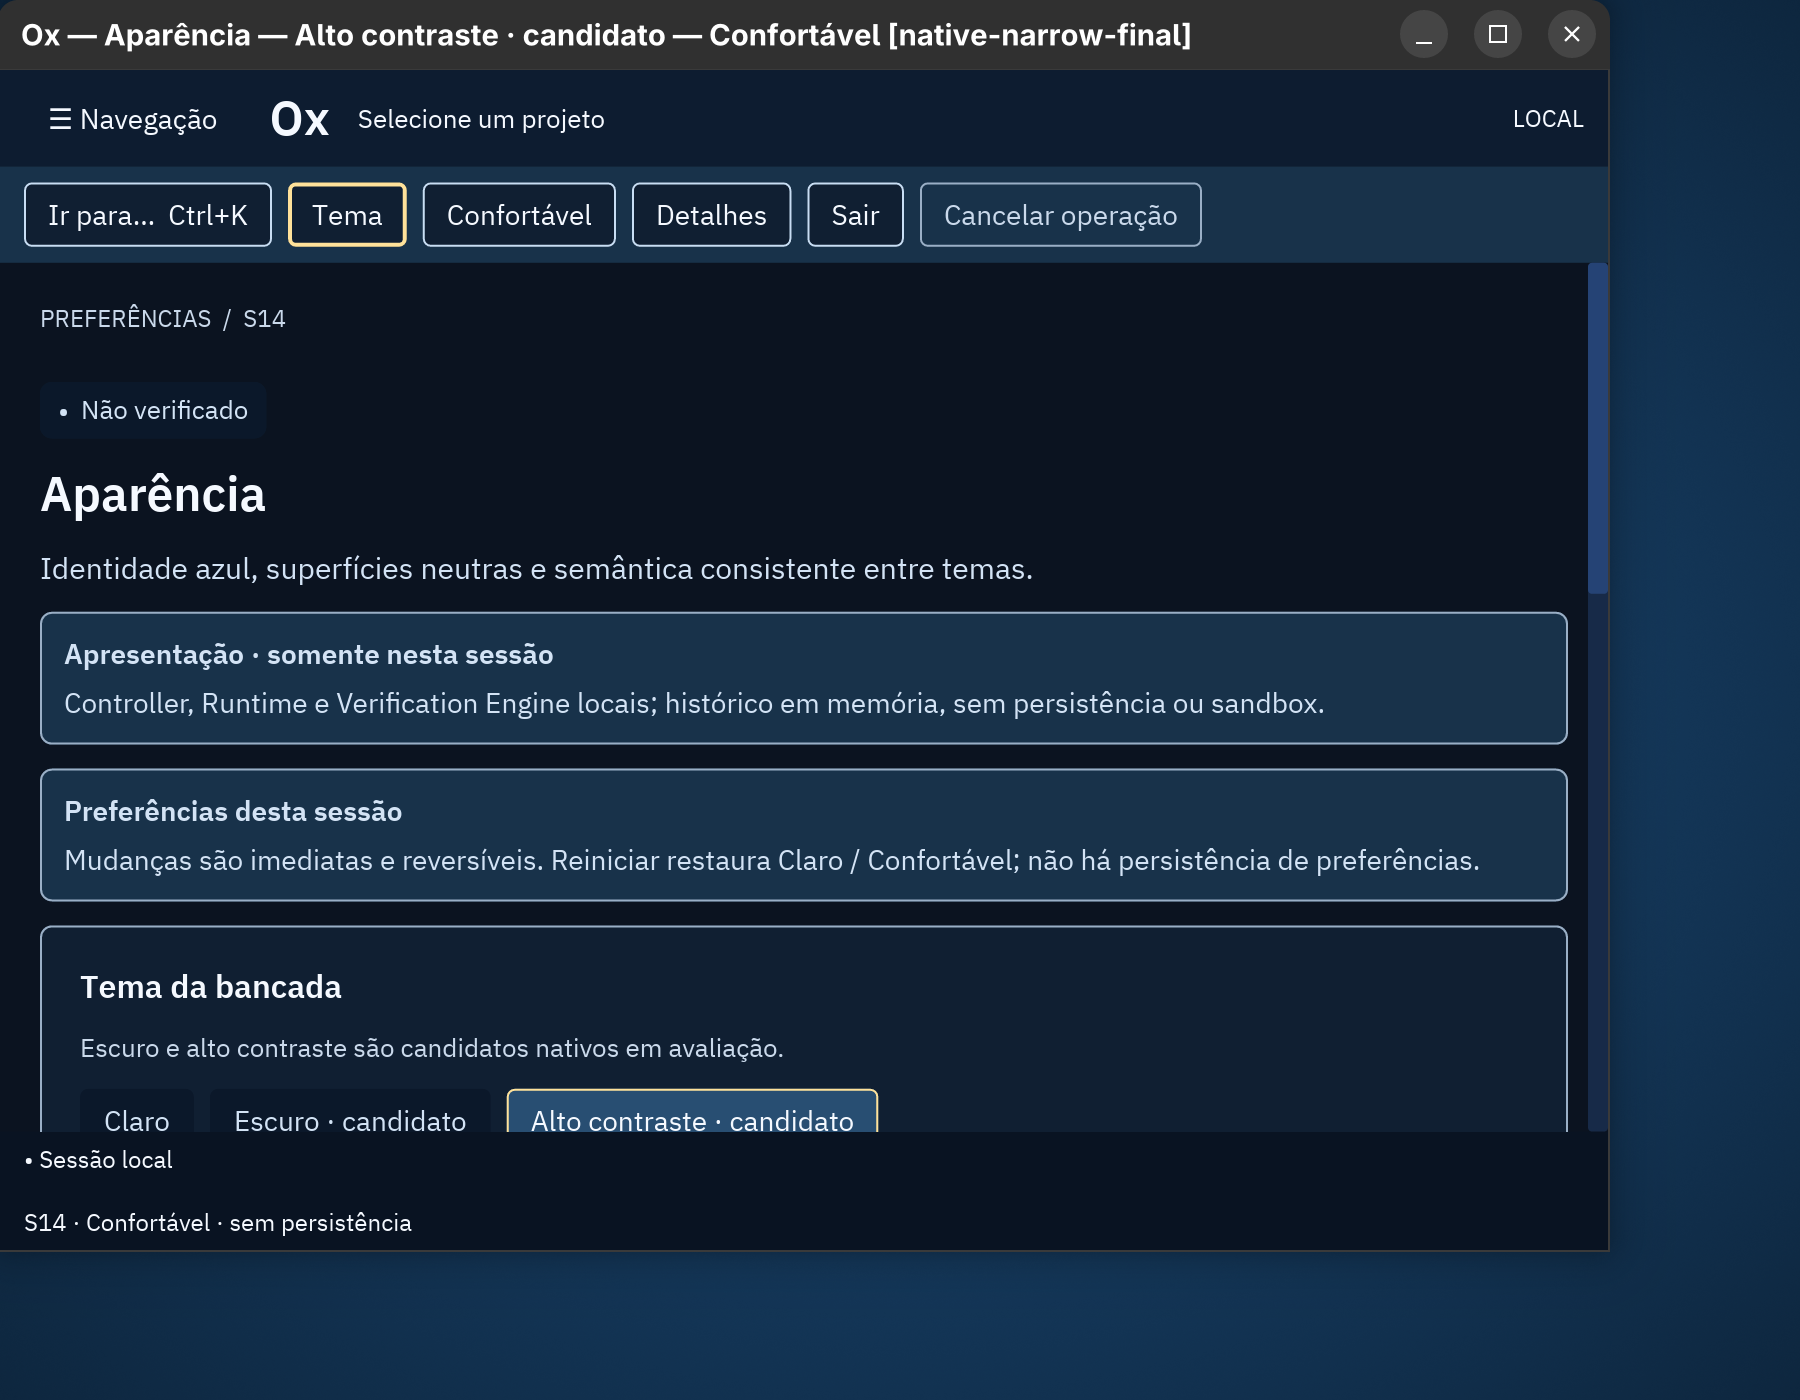 Ox — Aparência — Alto contraste · candidato — Confortável [native-narrow-final]
☰ Navegação Ox Selecione um projeto LOCAL
Ir para... Ctrl+K Tema Confortável Detalhes Sair Cancelar operação
PREFERÊNCIAS / S14
• Não verificado
Aparência
Identidade azul, superfícies neutras e semântica consistente entre temas.
Apresentação · somente nesta sessão
Controller, Runtime e Verification Engine locais; histórico em memória, sem persistência ou sandbox.
Preferências desta sessão
Mudanças são imediatas e reversíveis. Reiniciar restaura Claro / Confortável; não há persistência de preferências.
Tema da bancada
Escuro e alto contraste são candidatos nativos em avaliação.
Claro Escuro · candidato Alto contraste · candidato
• Sessão local
S14 · Confortável · sem persistência